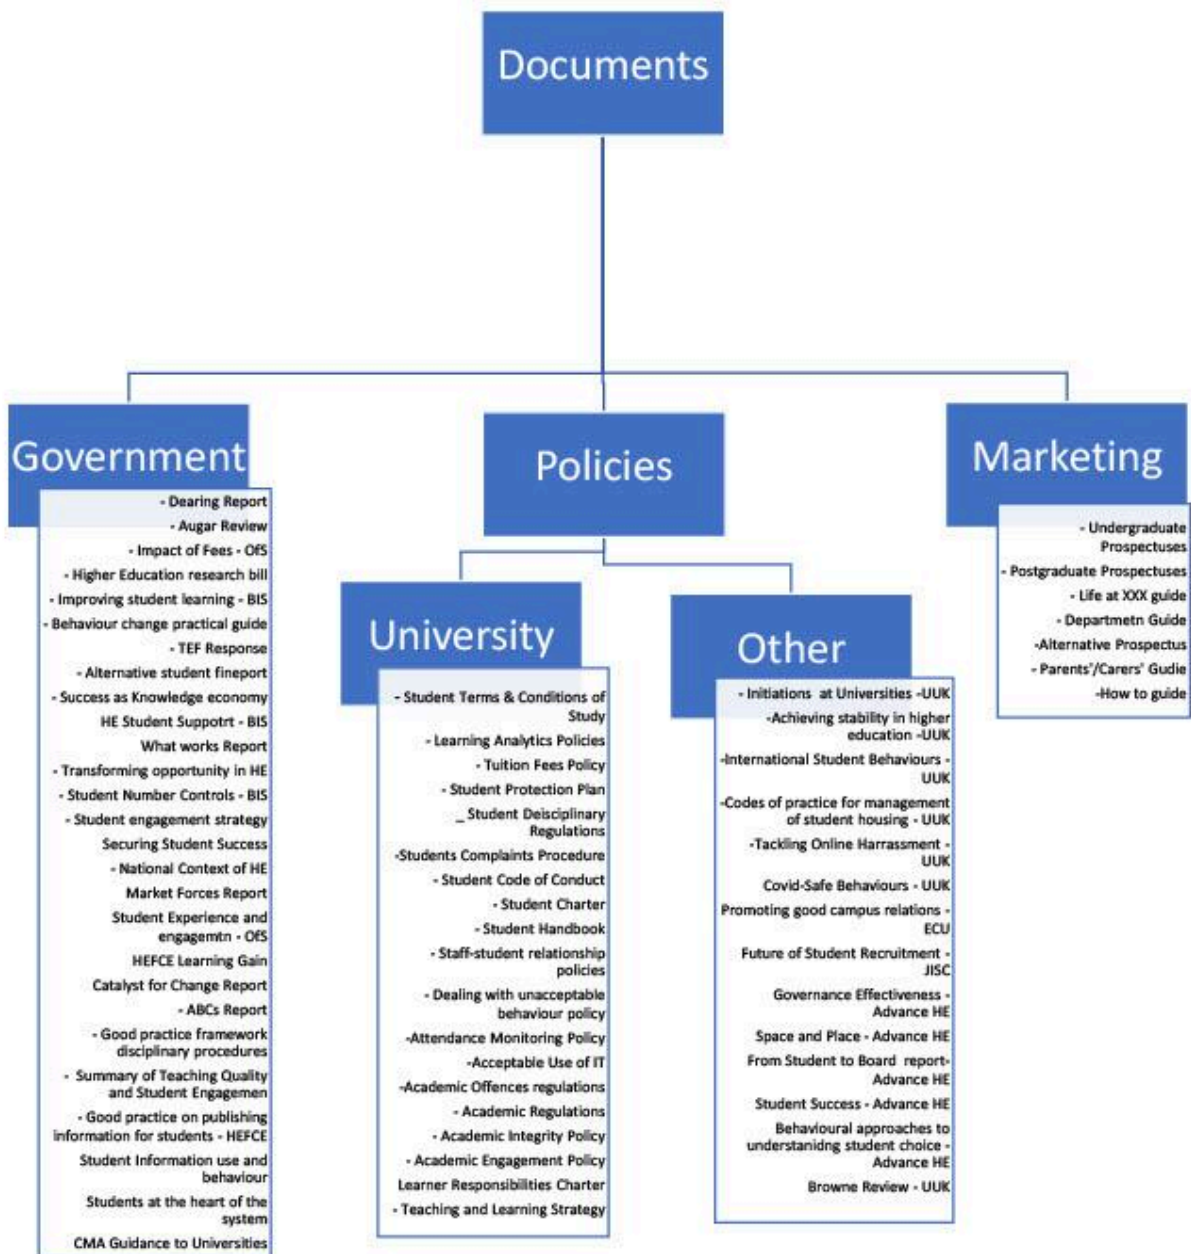 Documents
Government
- Dearing Report
- Augar Review
- Impact of Fees - OfS
- Higher Education research bill
- Improving student learning - BIS
- Behaviour change practical guide
- TEF Response
- Alternative student fineport
- Success as Knowledge economy
HE Student Suppotrt - BIS
What works Report
- Transforming opportunity in HE
- Student Number Controls - BIS
- Student engagement strategy
Securing Student Success
- National Context of HE
Market Forces Report
Student Experience and
engagemtn - OfS
HEFCE Learning Gain
Catalyst for Change Report
- ABCs Report
- Good practice framework
disciplinary procedures
- Summary of Teaching Quality
and Student Engagemen
- Good practice on publishing
information for students - HEFCE
Student Information use and
behaviour
Students at the heart of the
system
CMA Guidance to Universities
Policies
University
- Student Terms & Conditions of
Study
- Learning Analytics Policies
- Tuition Fees Policy
- Student Protection Plan
_ Student Deisciplinary
Regulations
-Students Complaints Procedure
- Student Code of Conduct
- Student Charter
- Student Handbook
- Staff-student relationship
policies
- Dealing with unacceptable
behaviour policy
-Attendance Monitoring Policy
-Acceptable Use of IT
-Academic Offences regulations
- Academic Regulations
- Academic Integrity Policy
- Academic Engagement Policy
Learner Responsibilities Charter
- Teaching and Learning Strategy
Other
- Initiations at Universities -UUK
-Achieving stability in higher
education -UUK
-International Student Behaviours -
UUK
-Codes of practice for management
of student housing - UUK
-Tackling Online Harrassment -
UUK
Covid-Safe Behaviours - UUK
Promoting good campus relations -
ECU
Future of Student Recruitment -
JISC
Governance Effectiveness -
Advance HE
Space and Place - Advance HE
From Student to Board report-
Advance HE
Student Success - Advance HE
Behavioural approaches to
understanidng student choice -
Advance HE
Browne Review - UUK
Marketing
- Undergraduate
Prospectuses
- Postgraduate Prospectuses
- Life at XXX guide
- Departmetn Guide
-Alternative Prospectus
- Parents'/Carers' Gudie
-How to guide